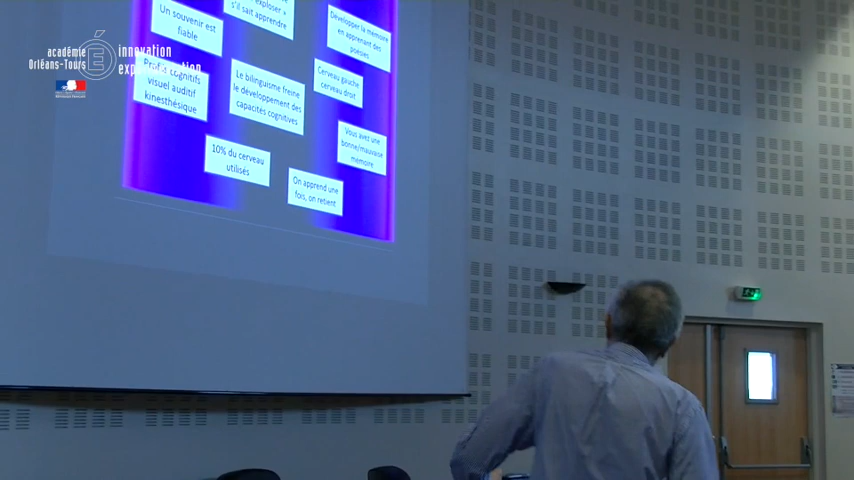 exploser »
s'il sait apprendre
Un souvenir est
fiable
Développer la mémoire
en apprenant des
poésies
académie
Orléans-Tours
innovation
Profils cognitifs
visuel auditif
kinesthésique
Le bilinguisme freine
le développement des
capacités cognitives
Cerveau gauche
cerveau droit
Vous avez une
bonne/mauvaise
mémoire
10% du cerveau
utilisés
On apprend une
fois, on retient